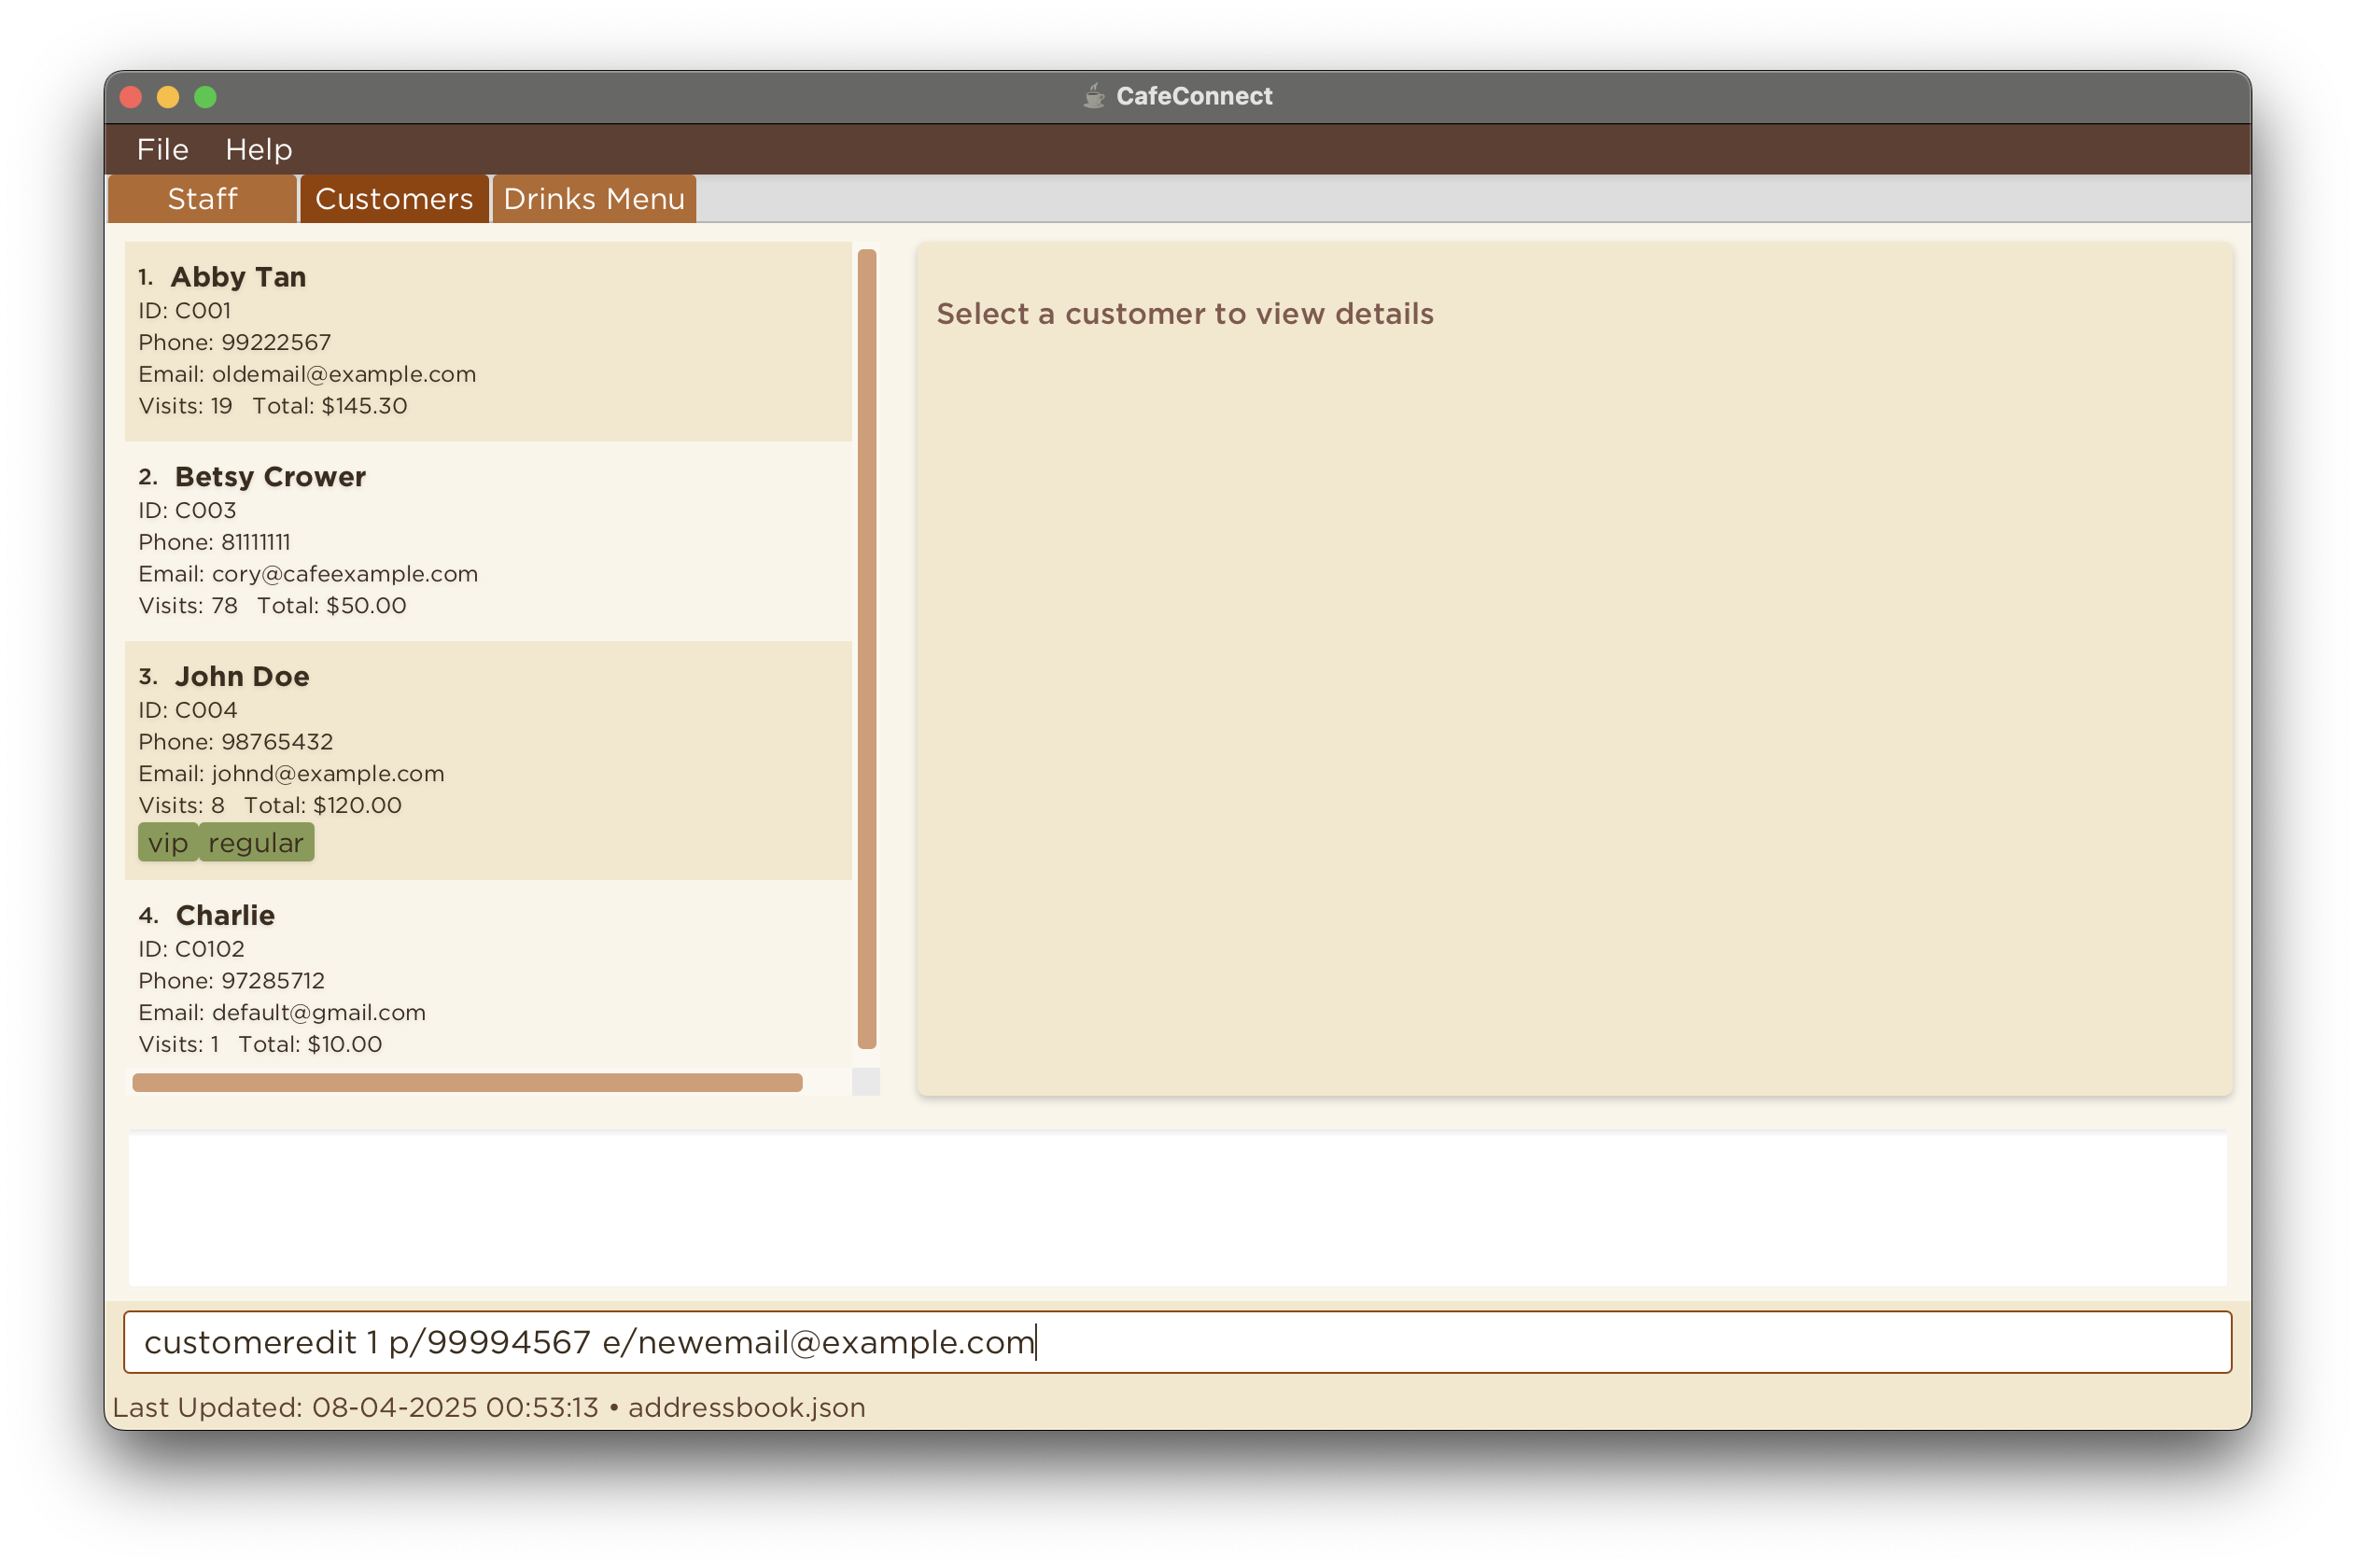 CafeConnect
File Help
Staff Customers Drinks Menu
1. Abby Tan
ID: C001
Phone: 99222567
Email: oldemail@example.com
Visits: 19 Total: $145.30
2. Betsy Crower
ID: C003
Phone: 81111111
Email: cory@cafeexample.com
Visits: 78 Total: $50.00
3. John Doe
ID: C004
Phone: 98765432
Email: johnd@example.com
Visits: 8 Total: $120.00
vip regular
4. Charlie
ID: C0102
Phone: 97285712
Email: default@gmail.com
Visits: 1 Total: $10.00
Select a customer to view details
customeredit 1 p/99994567 e/newemail@example.com
Last Updated: 08-04-2025 00:53:13 • addressbook.json